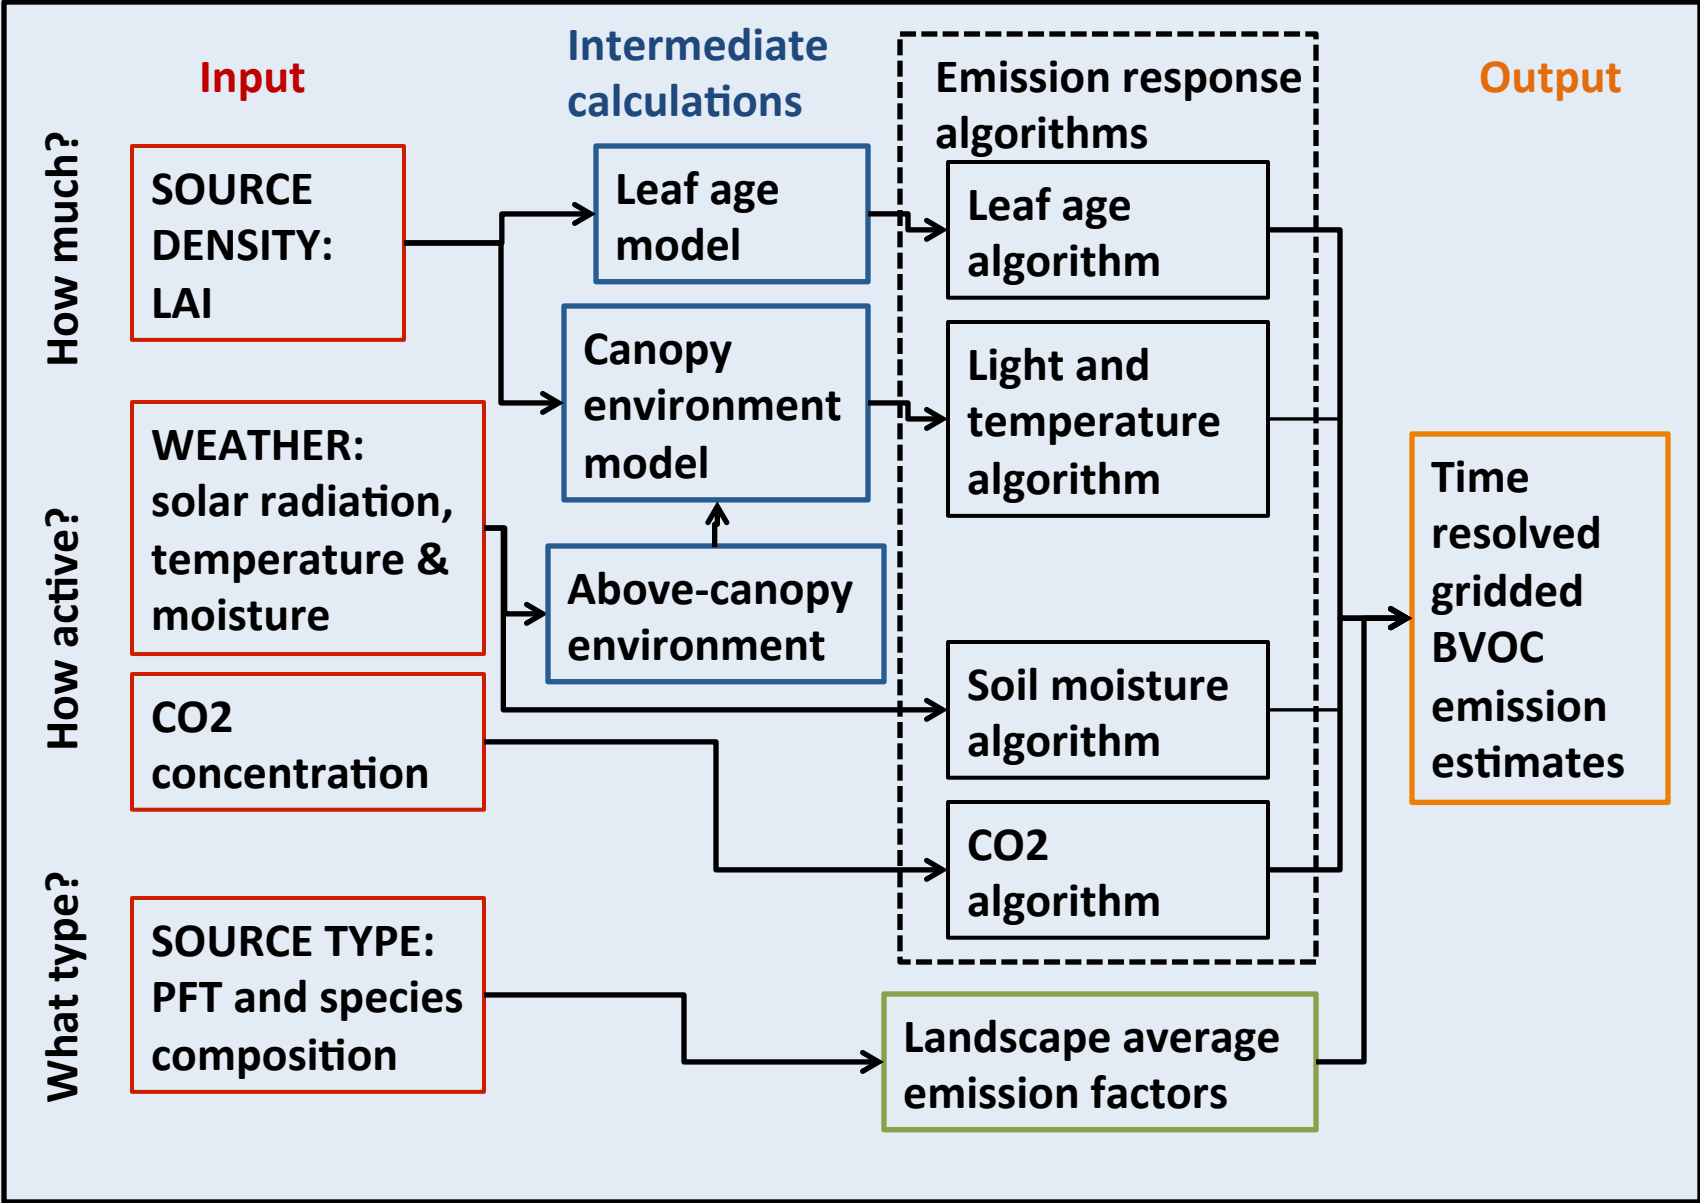 Input
Intermediate
calculations
Emission response
algorithms
Output
How much?
SOURCE
DENSITY:
LAI
Leaf age
model
Leaf age
algorithm
Canopy
environment
model
Light and
temperature
algorithm
How active?
WEATHER:
solar radiation,
temperature &
moisture
Above-canopy
environment
Soil moisture
algorithm
CO2
concentration
CO2
algorithm
What type?
SOURCE TYPE:
PFT and species
composition
Landscape average
emission factors
Time
resolved
gridded
BVOC
emission
estimates